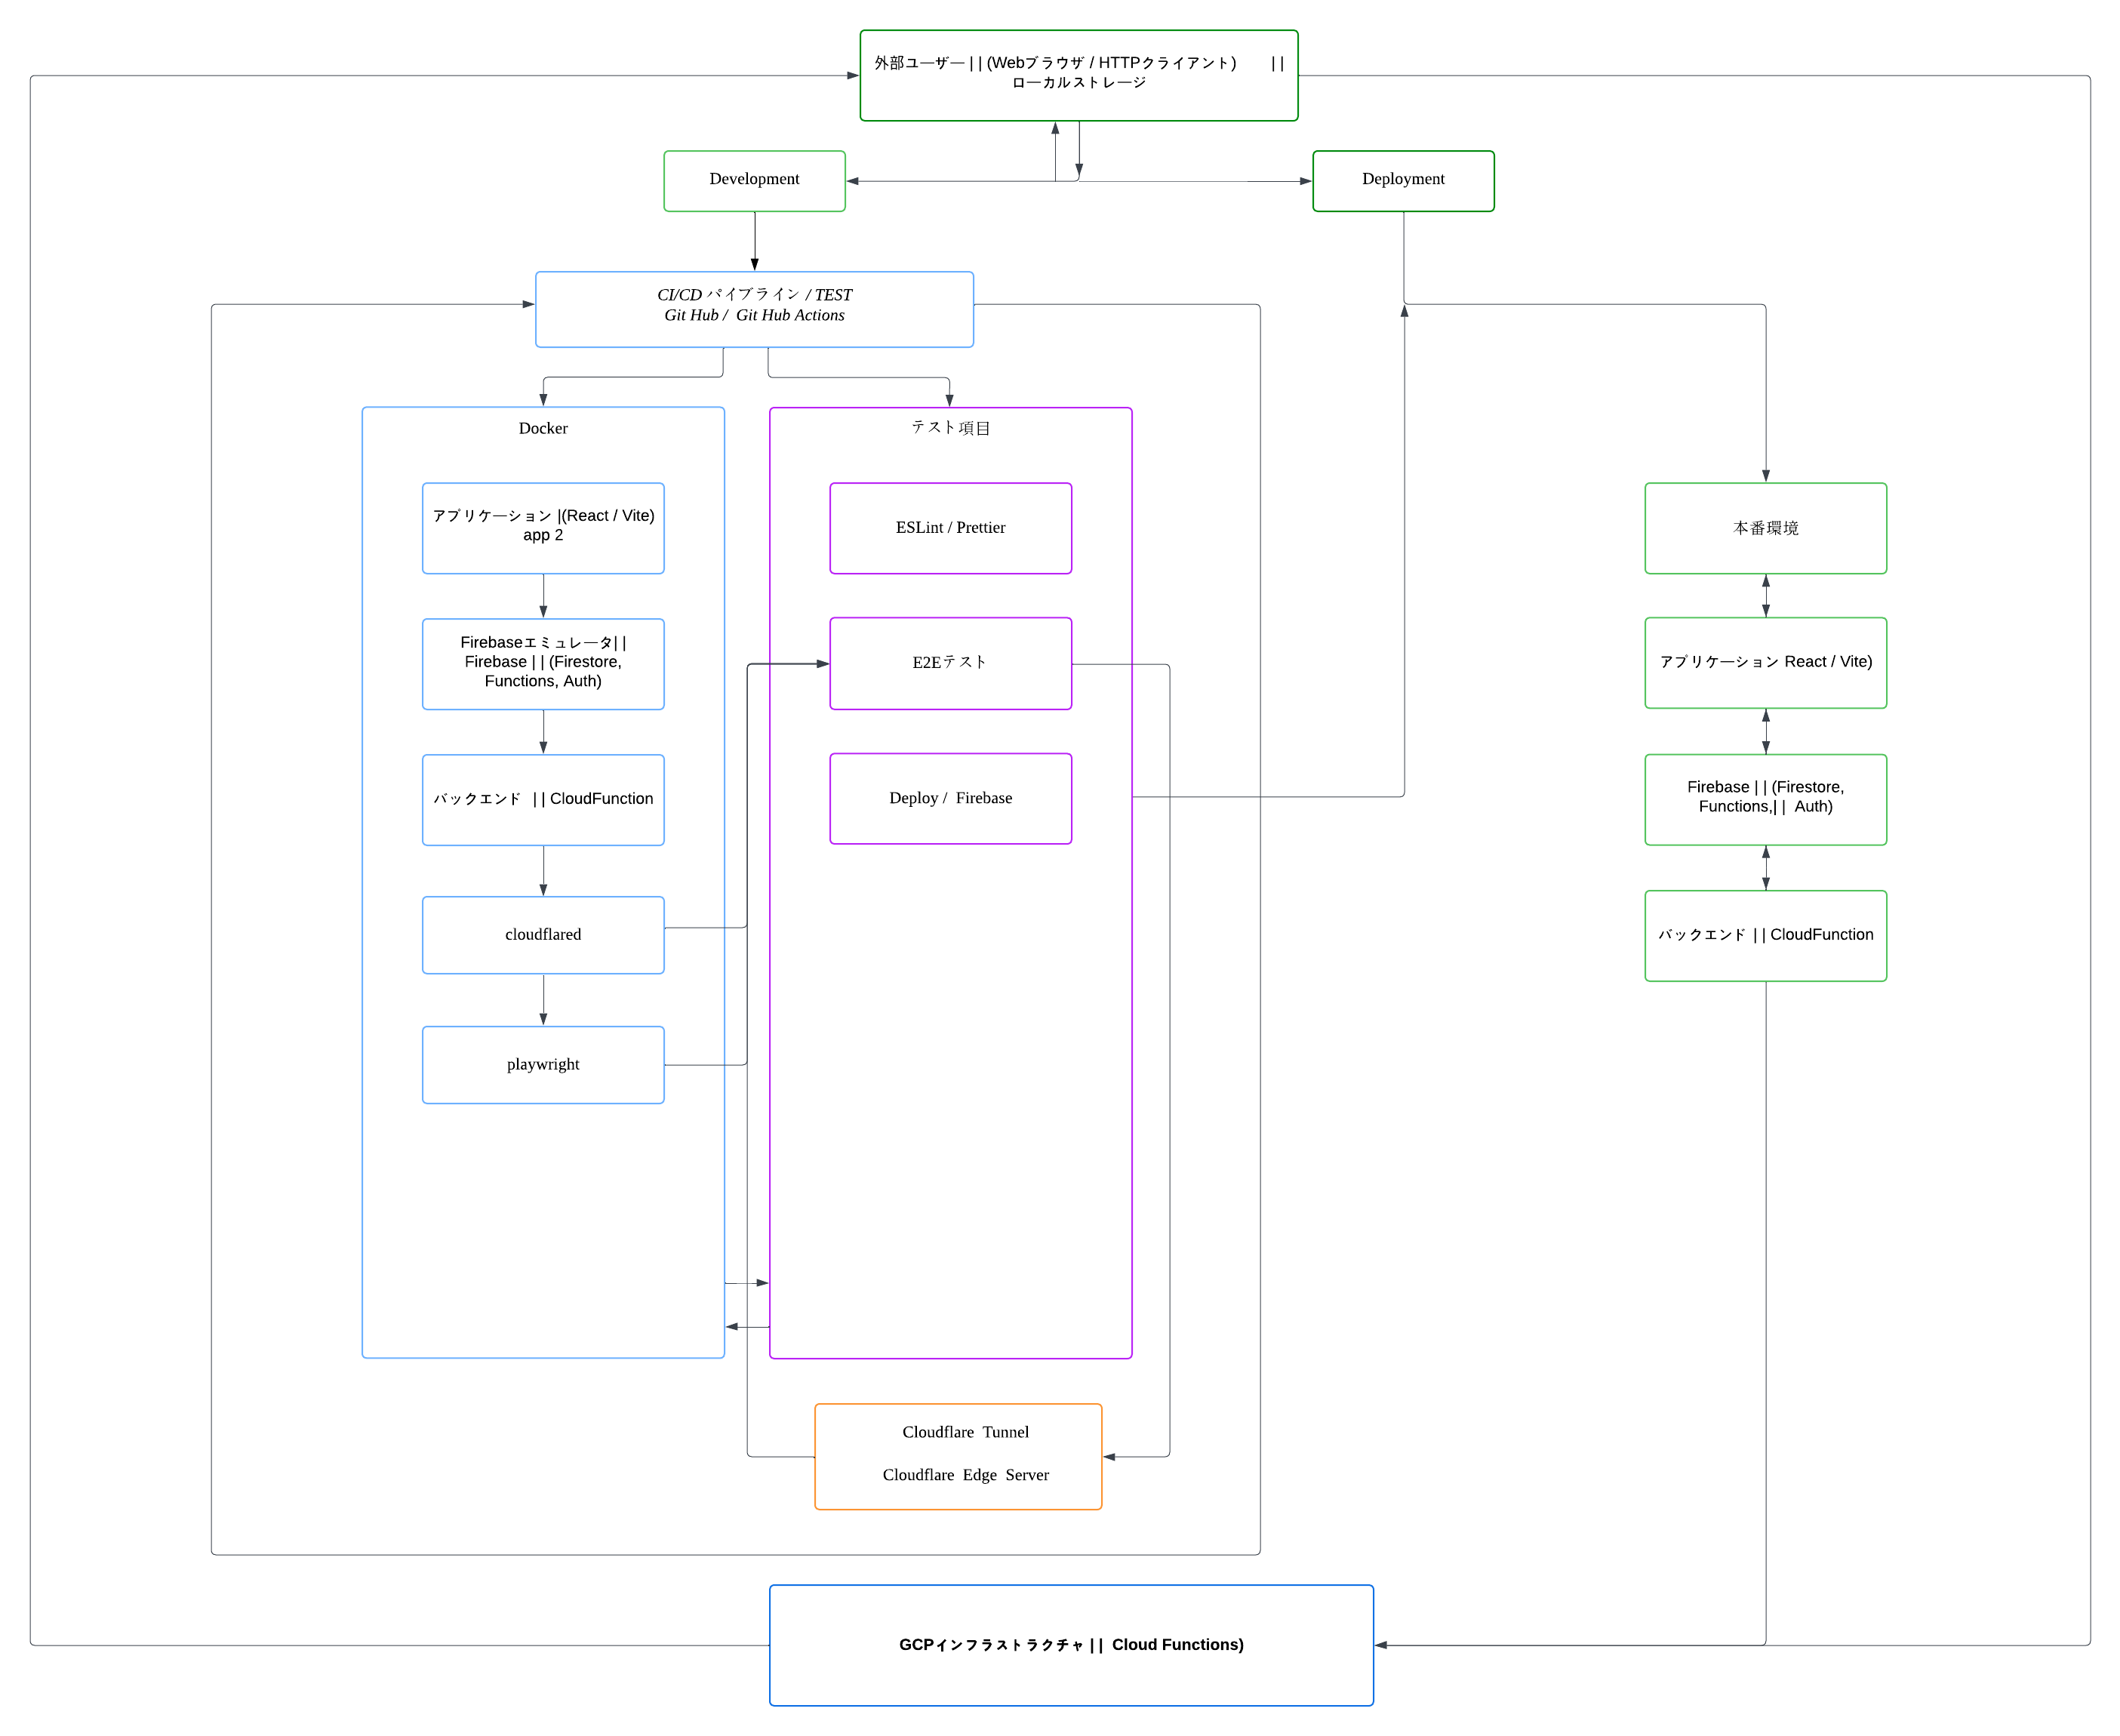 外部ユーザー | | (Webブラウザ / HTTPクライアント) | |
ローカルストレージ
Development
Deployment
CI/CD パイプライン / TEST
Git Hub / Git Hub Actions
Docker
アプリケーション |(React / Vite)
app 2
Firebaseエミュレータ| |
Firebase | | (Firestore,
Functions, Auth)
バックエンド | | CloudFunction
cloudflared
playwright
テスト項目
ESLint / Prettier
E2Eテスト
Deploy / Firebase
Cloudflare Tunnel
Cloudflare Edge Server
本番環境
アプリケーション React / Vite)
Firebase | | (Firestore,
Functions,| | Auth)
バックエンド | | CloudFunction
GCPインフラストラクチャ | | Cloud Functions)